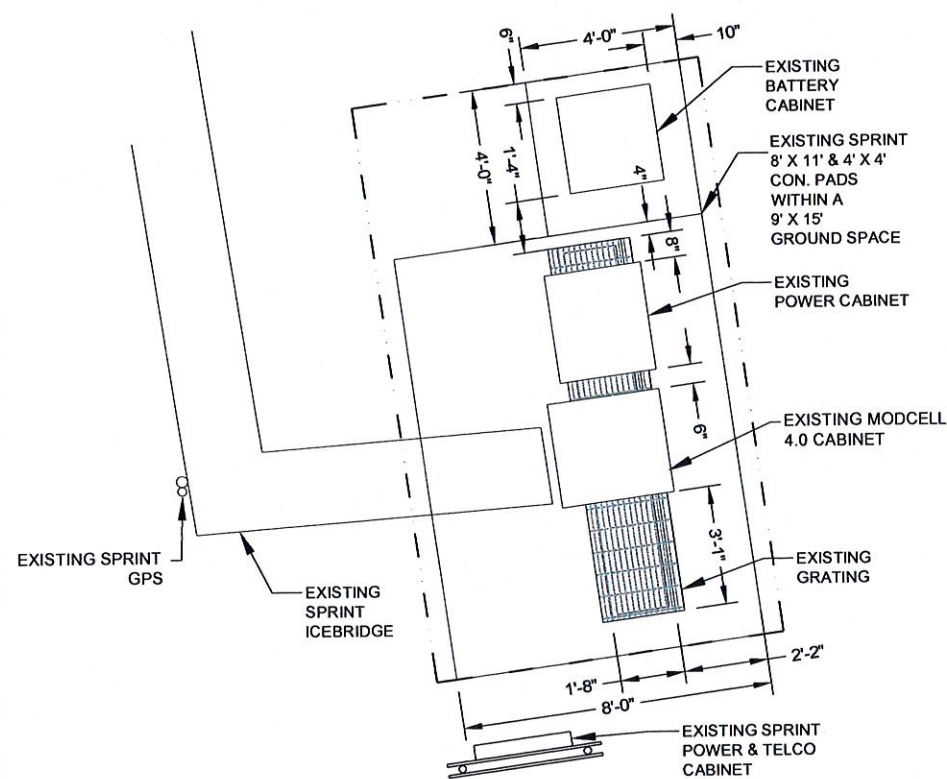 6"
4'-0"
10"
EXISTING
BATTERY
CABINET
4'-0"
1'-4"
4"
8"
EXISTING SPRINT
8' X 11' & 4' X 4'
CON. PADS
WITHIN A
9' X 15'
GROUND SPACE
EXISTING
POWER CABINET
6"
EXISTING MODCELL
4.0 CABINET
3'-1"
EXISTING SPRINT
GPS
EXISTING
SPRINT
ICEBRIDGE
EXISTING
GRATING
2'-2"
1'-8"
8'-0"
EXISTING SPRINT
POWER & TELCO
CABINET